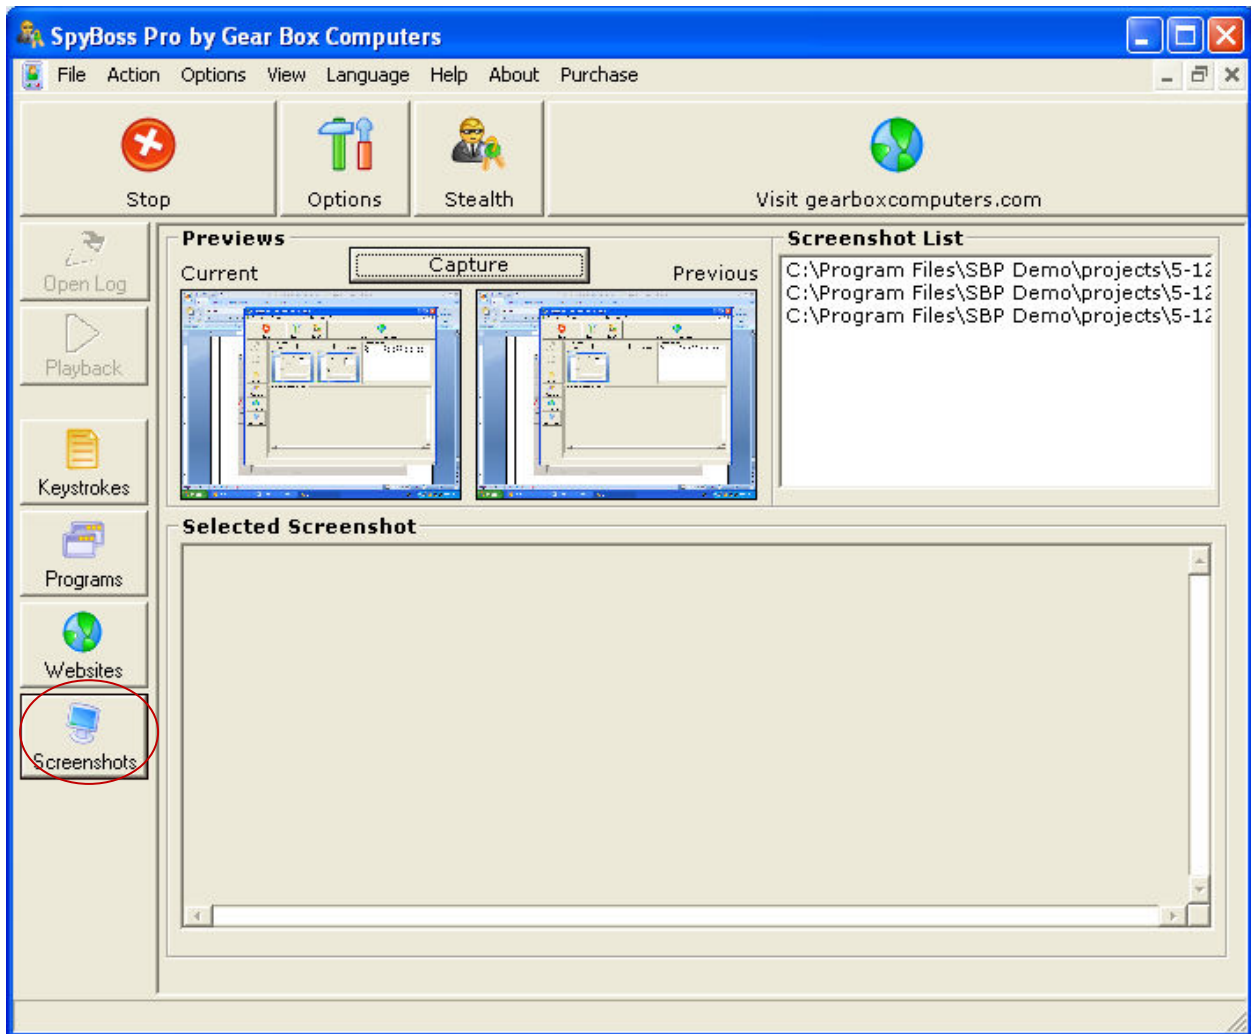 SpyBoss Pro by Gear Box Computers
File Action Options View Language Help About Purchase
Stop
Options
Stealth
Visit gearboxcomputers.com
Open Log
Playback
Keystrokes
Programs
Websites
Screenshots
Previews
Current
Capture
Previous
Screenshot List
C:\Program Files\SBP Demo\projects\5-12
C:\Program Files\SBP Demo\projects\5-12
C:\Program Files\SBP Demo\projects\5-12
Selected Screenshot